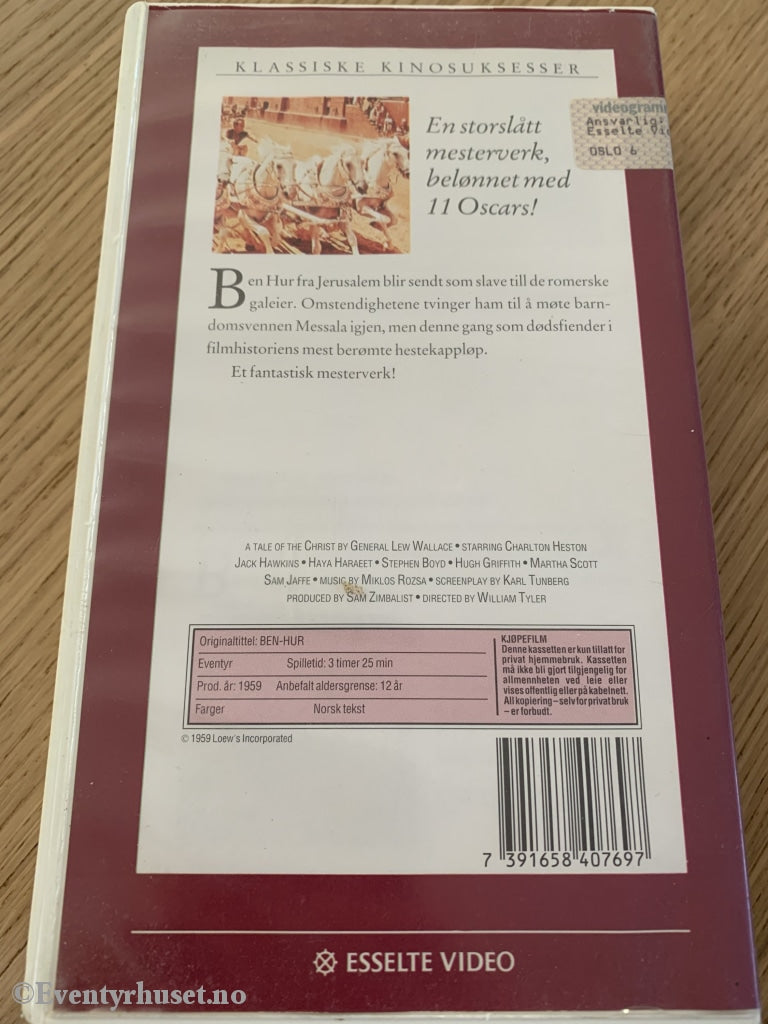 KLASSISKE KINOSUKSESSER
En storslått
mesterverk,
belønnet med
11 Oscars!
videogram
Ansvarlig:
Esselte Vid
OSLO 6
Ben Hur fra Jerusalem blir sendt som slave till de romerske
galeier. Omstendighetene tvinger ham til å møte barn-
domsvennen Messala igjen, men denne gang som dødsfiender i
filmhistoriens mest berømte hestekappløp.
Et fantastisk mesterverk!
A TALE OF THE CHRIST BY GENERAL LEW WALLACE • STARRING CHARLTON HESTON
JACK HAWKINS • HAYA HARAEET • STEPHEN BOYD • HUGH GRIFFITH • MARTHA SCOTT
SAM JAFFE • MUSIC BY MIKLOS ROZSA • SCREENPLAY BY KARL TUNBERG
PRODUCED BY SAM ZIMBALIST • DIRECTED BY WILLIAM TYLER
Originaltittel: BEN-HUR
Eventyr Spilletid: 3 timer 25 min
Prod. år: 1959 Anbefalt aldersgrense: 12 år
Farger Norsk tekst
KJØPEFILM
Denne kassetten er kun tillatt for
privat hjemmebruk. Kassetten
må ikke bli gjort tilgjengelig for
allmennheten ved leie eller
vises offentlig eller på kabelnett.
All kopiering – selv for privat bruk
– er forbudt.
© 1959 Loew's Incorporated
7 391658 407697
ESSELTE VIDEO
©Eventyrhuset.no